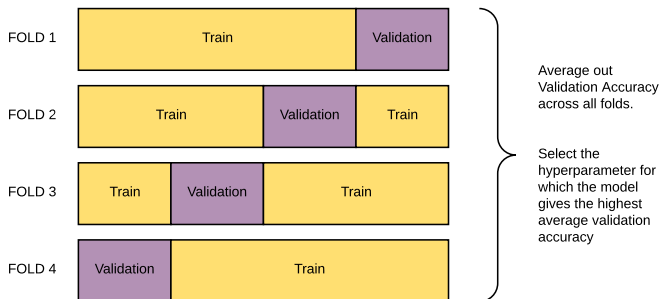 FOLD 1
Train
Validation
FOLD 2
Train
Validation
Train
FOLD 3
Train
Validation
Train
FOLD 4
Validation
Train
Average out
Validation Accuracy
across all folds.
Select the
hyperparameter for
which the model
gives the highest
average validation
accuracy